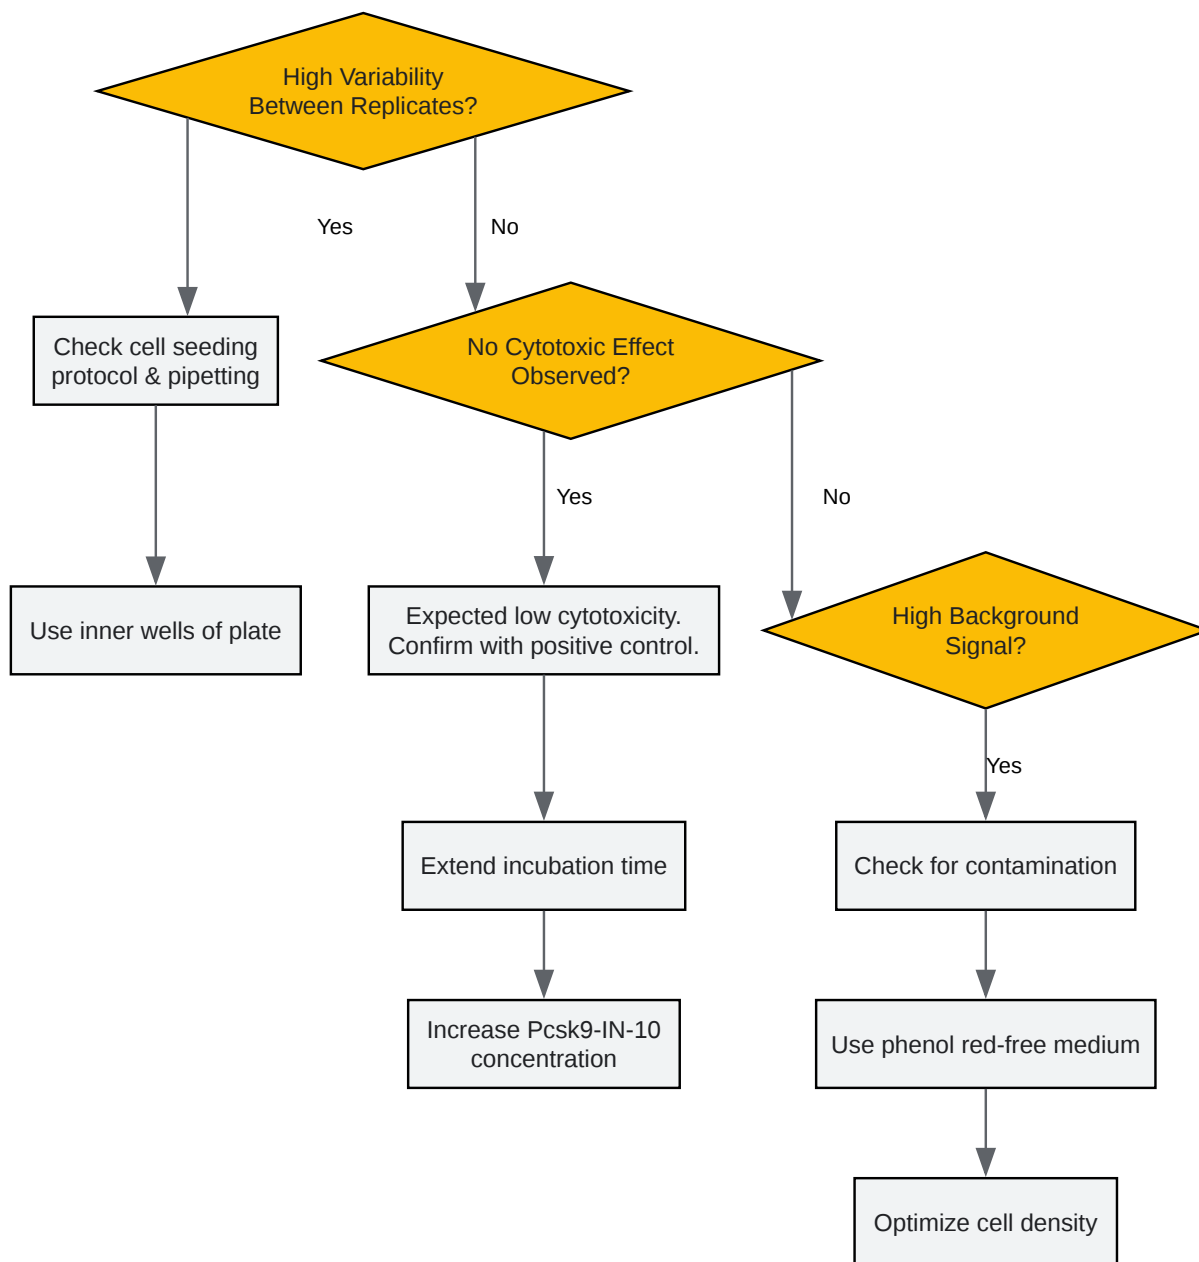 High Variability
Between Replicates?
Yes
No
Check cell seeding
protocol & pipetting
No Cytotoxic Effect
Observed?
Yes
No
Use inner wells of plate
Expected low cytotoxicity.
Confirm with positive control.
High Background
Signal?
Yes
Extend incubation time
Check for contamination
Increase Pcsk9-IN-10
concentration
Use phenol red-free medium
Optimize cell density